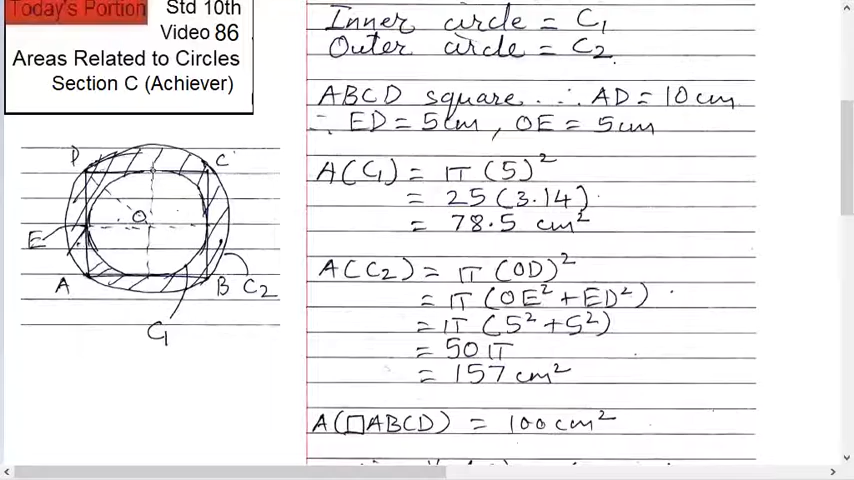 Today's Portion
Std 10th
Video 86
Areas Related to Circles
Section C (Achiever)
D
C
O
E
A
B
C2
C1
Inner circle = C1
Outer circle = C2
ABCD square ∴ AD = 10 cm
∴ ED = 5 cm, OE = 5 cm
A(C1) = π (5)²
= 25 (3.14)
= 78.5 cm²
A(C2) = π (OD)²
= π (OE² + ED²)
= π (5² + 5²)
= 50 π
= 157 cm²
A(□ABCD) = 100 cm²